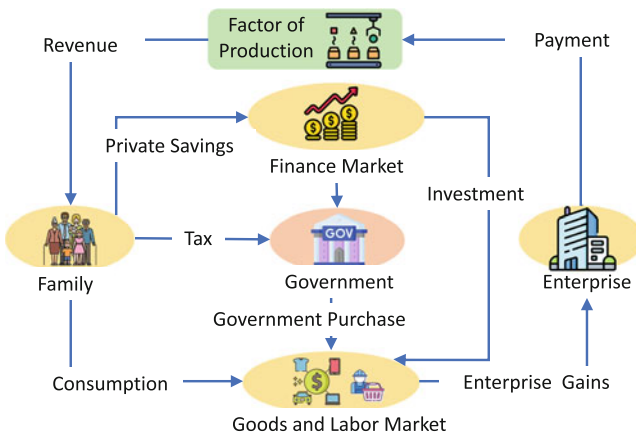 Factor of
Production
Revenue
Payment
Private Savings
Finance Market
Investment
GOV
Tax
Family
Government
Enterprise
Government Purchase
Consumption
Enterprise Gains
Goods and Labor Market